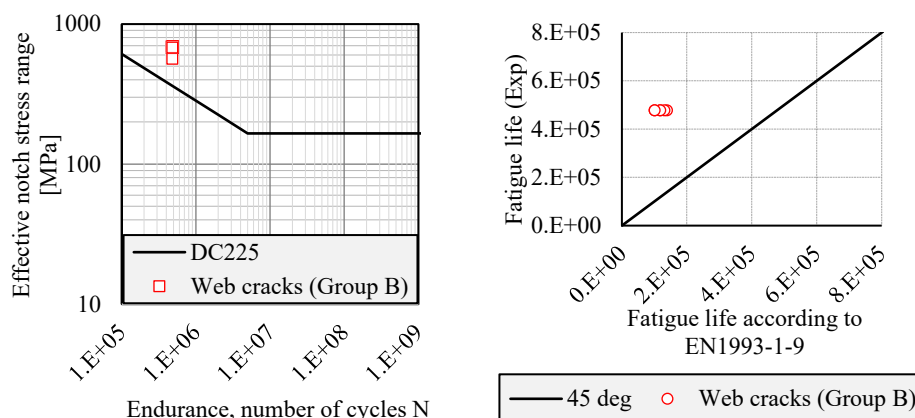 Effective notch stress range
[MPa]
1000
100
10
DC225
Web cracks (Group B)
1.E+05
1.E+06
1.E+07
1.E+08
1.E+09
Endurance, number of cycles N
Fatigue life (Exp)
8.E+05
6.E+05
4.E+05
2.E+05
0.E+00
0.E+00
2.E+05
4.E+05
6.E+05
8.E+05
Fatigue life according to
EN1993-1-9
45 deg
Web cracks (Group B)